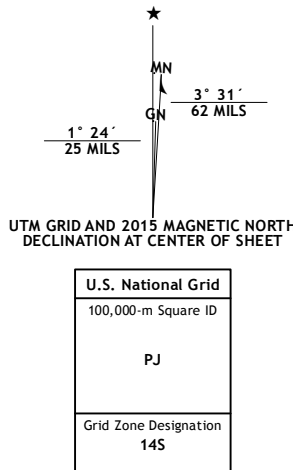 ★
MN
GN
3° 31´
62 MILS
1° 24´
25 MILS
UTM GRID AND 2015 MAGNETIC NORTH
DECLINATION AT CENTER OF SHEET
U.S. National Grid
100,000-m Square ID
PJ
Grid Zone Designation
14S